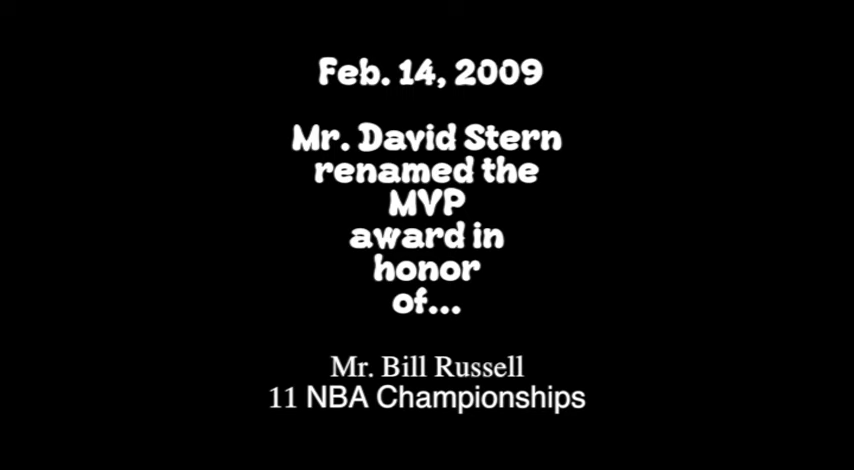 Feb. 14, 2009
Mr. David Stern
renamed the
MVP
award in
honor
of...
Mr. Bill Russell
11 NBA Championships